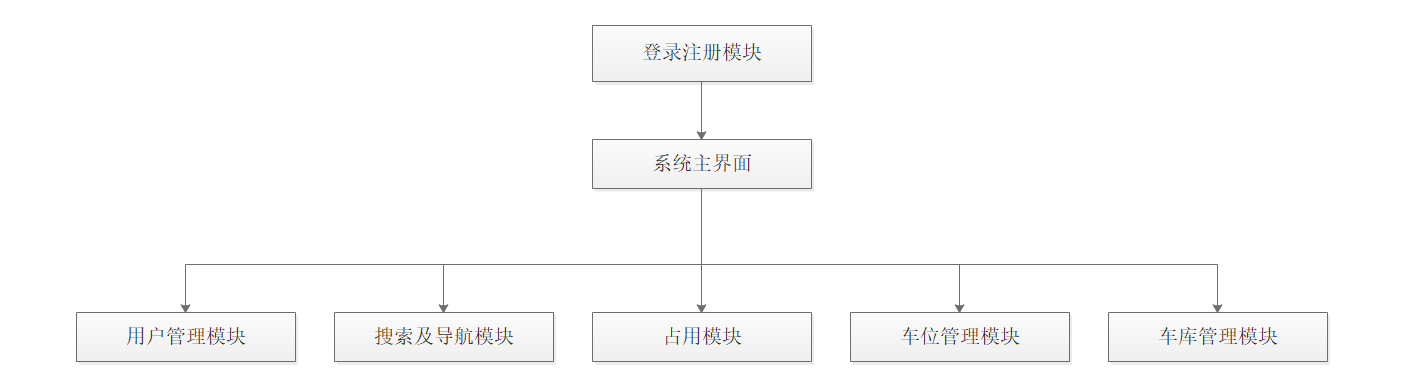 登录注册模块
系统主界面
用户管理模块
搜索及导航模块
占用模块
车位管理模块
车库管理模块